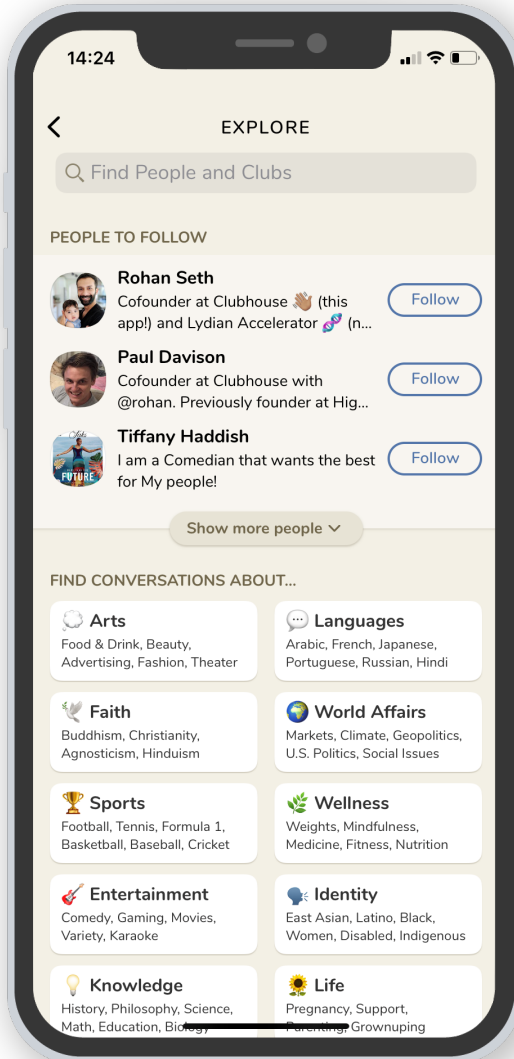 14:24
EXPLORE
Find People and Clubs
PEOPLE TO FOLLOW
Rohan Seth
Cofounder at Clubhouse 👋🏽 (this
app!) and Lydian Accelerator 🧬 (n...
Follow
Paul Davison
Cofounder at Clubhouse with
@rohan. Previously founder at Hig...
Follow
FUTURE
Tiffany Haddish
I am a Comedian that wants the best
for My people!
Follow
Show more people
FIND CONVERSATIONS ABOUT...
💭 Arts
Food & Drink, Beauty,
Advertising, Fashion, Theater
💬 Languages
Arabic, French, Japanese,
Portuguese, Russian, Hindi
🕊 Faith
Buddhism, Christianity,
Agnosticism, Hinduism
🌍 World Affairs
Markets, Climate, Geopolitics,
U.S. Politics, Social Issues
🏆 Sports
Football, Tennis, Formula 1,
Basketball, Baseball, Cricket
🌿 Wellness
Weights, Mindfulness,
Medicine, Fitness, Nutrition
🎸 Entertainment
Comedy, Gaming, Movies,
Variety, Karaoke
🗣 Identity
East Asian, Latino, Black,
Women, Disabled, Indigenous
💡 Knowledge
History, Philosophy, Science,
Math, Education, Biology
🌻 Life
Pregnancy, Support,
Parenting, Grownuping